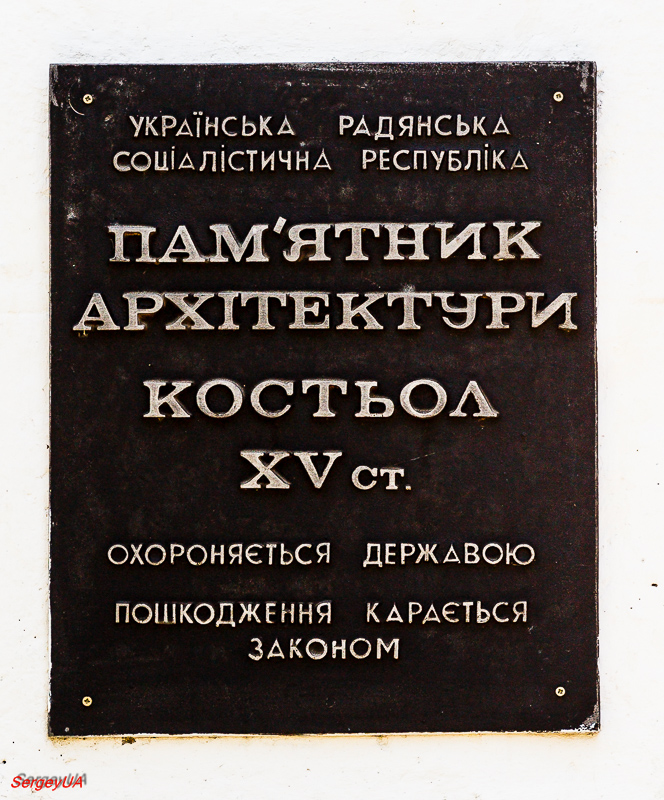 УКРАЇНСЬКА РАДЯНСЬКА
СОЦІАЛІСТИЧНА РЕСПУБЛІКА
ПАМ'ЯТНИК
АРХІТЕКТУРИ
КОСТЬОЛ
XV ст.
ОХОРОНЯЄТЬСЯ ДЕРЖАВОЮ
ПОШКОДЖЕННЯ КАРАЄТЬСЯ
ЗАКОНОМ
SergeyUA